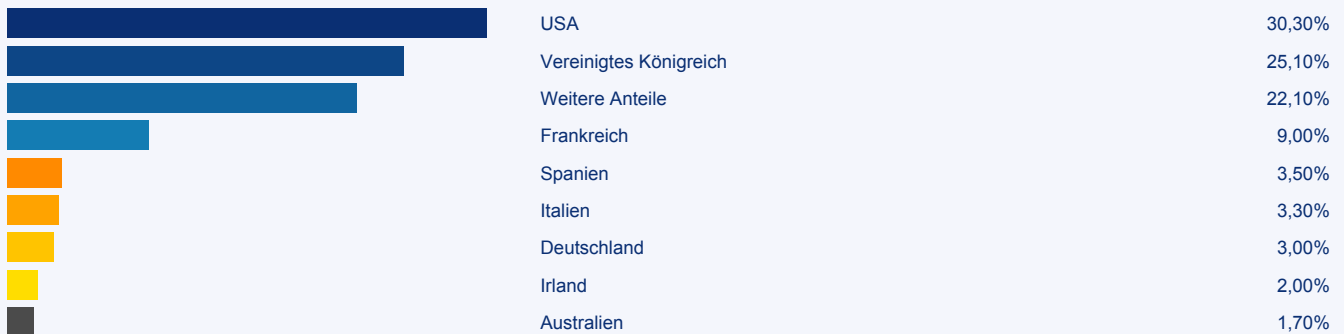 USA 30,30%
Vereinigtes Königreich 25,10%
Weitere Anteile 22,10%
Frankreich 9,00%
Spanien 3,50%
Italien 3,30%
Deutschland 3,00%
Irland 2,00%
Australien 1,70%